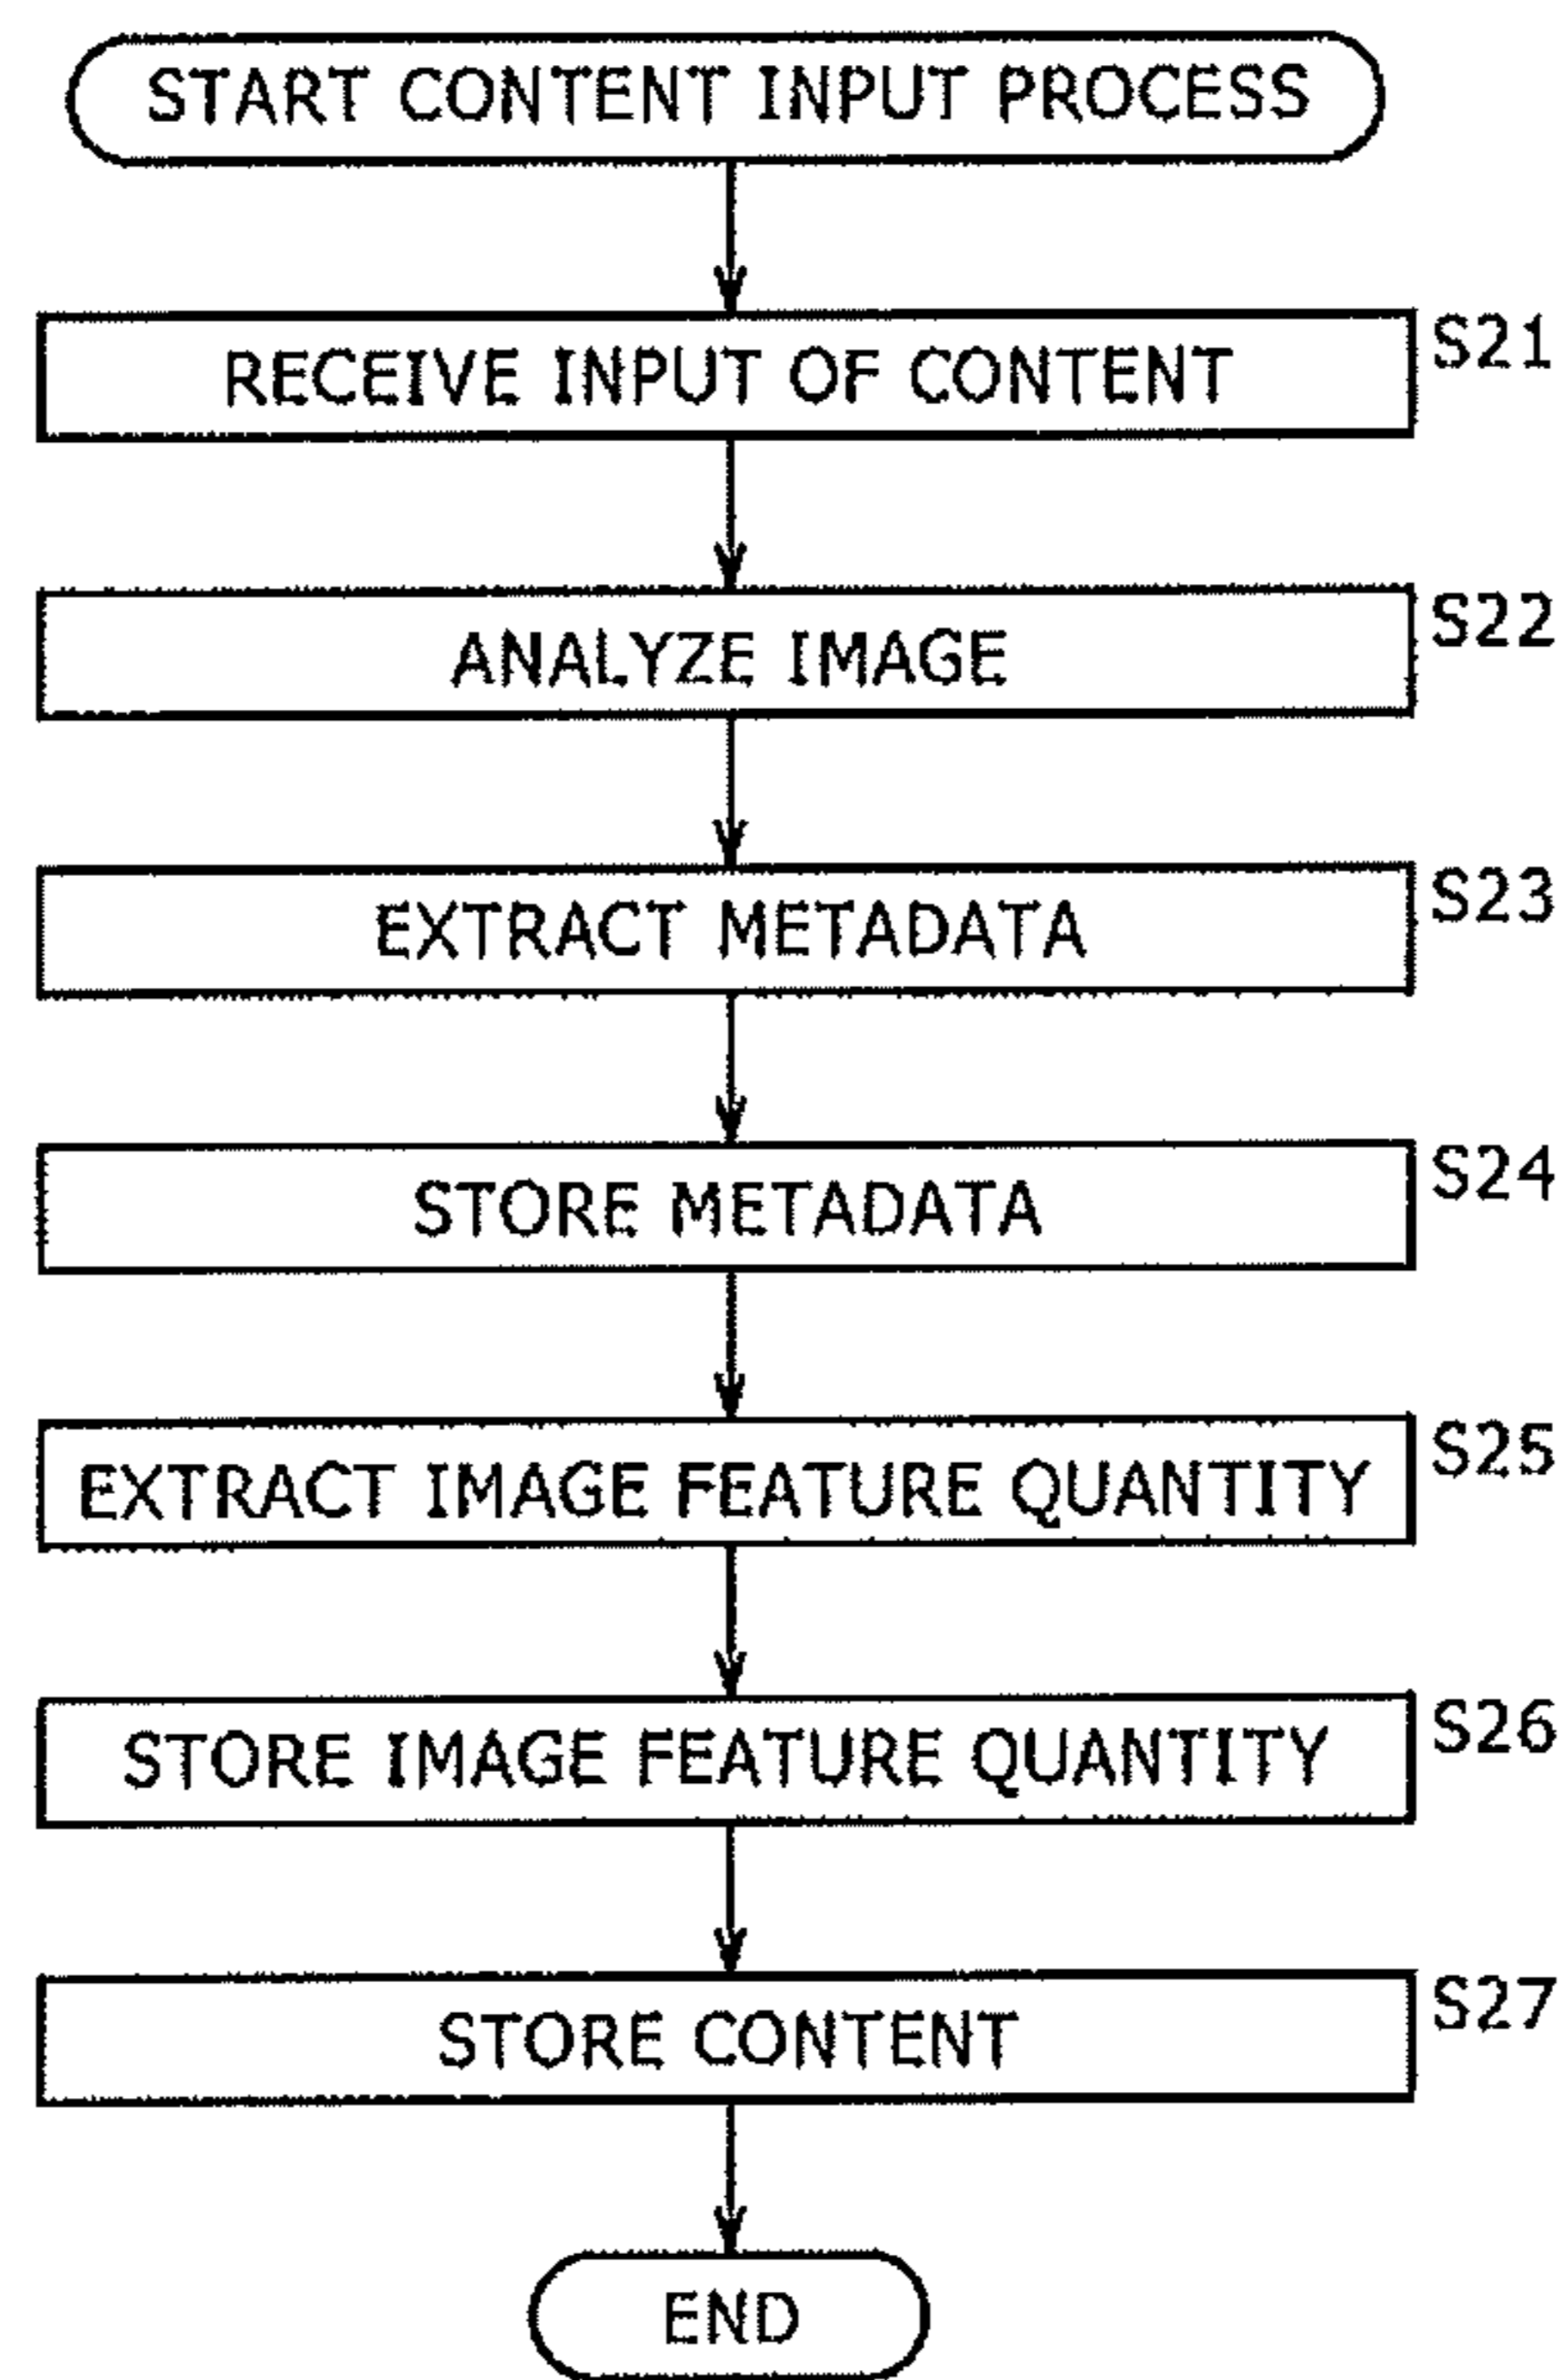 START CONTENT INPUT PROCESS
RECEIVE INPUT OF CONTENT S21
ANALYZE IMAGE S22
EXTRACT METADATA S23
STORE METADATA S24
EXTRACT IMAGE FEATURE QUANTITY S25
STORE IMAGE FEATURE QUANTITY S26
STORE CONTENT S27
END